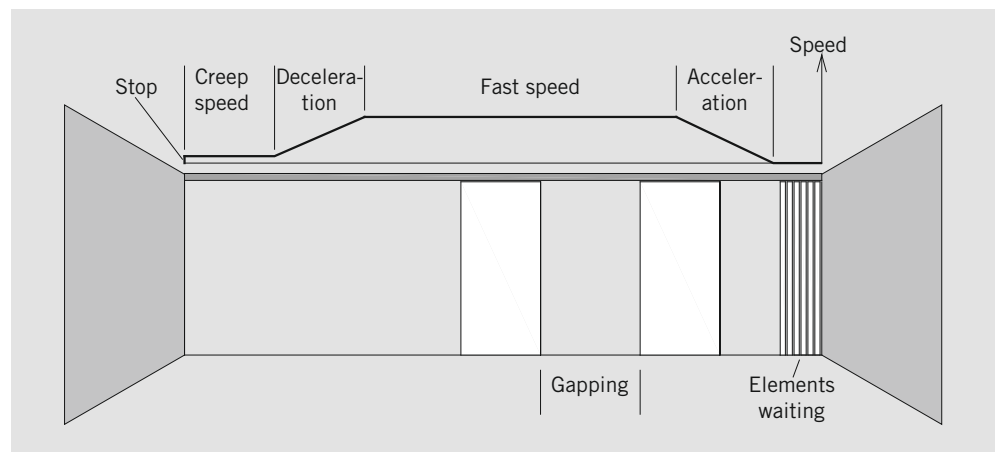 Speed
Stop
Creep
speed
Decelera-
tion
Fast speed
Acceler-
ation
Gapping
Elements
waiting